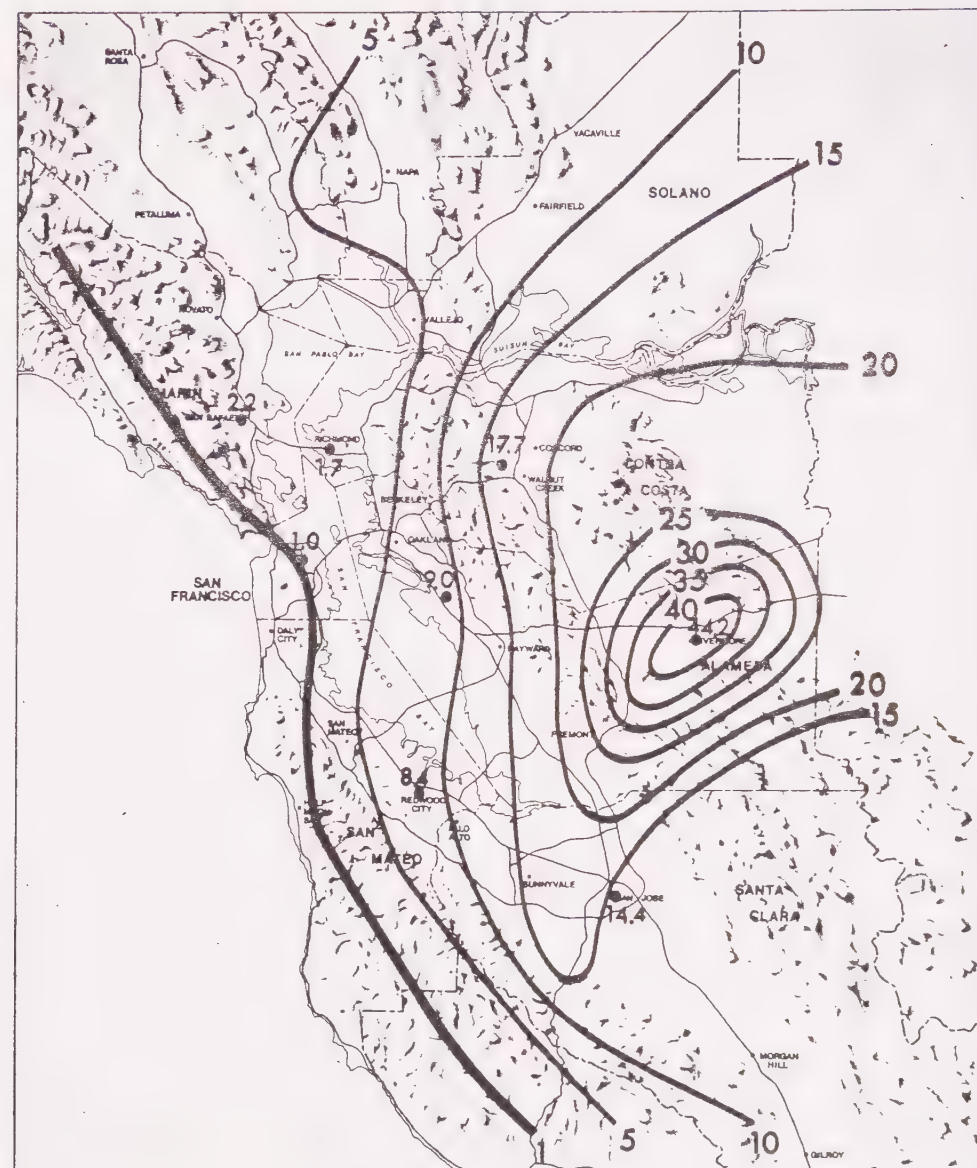 5
10
SANTA
ROSA
VACAVILLE
15
NAPA
SOLANO
FAIRFIELD
PETALUMA
1
NOVATO
VALLEJO
SAN PABLO BAY
SUISUN BAY
20
MARIN
2.2
SAN RAFAEL
RICHMOND
1.7
17.7
CONCORD
CONTRA
COSTA
WALNUT
CREEK
BERKELEY
25
OAKLAND
1.0
30
35
SAN
FRANCISCO
9.0
40
42
DALY
CITY
LIVERMORE
HAYWARD
ALAMEDA
20
15
SAN
MATEO
FREMONT
8.4
REDWOOD
CITY
SAN
MATEO
PALO
ALTO
SUNNYVALE
SAN JOSE
14.4
SANTA
CLARA
MORGAN
HILL
1
5
10
GILROY